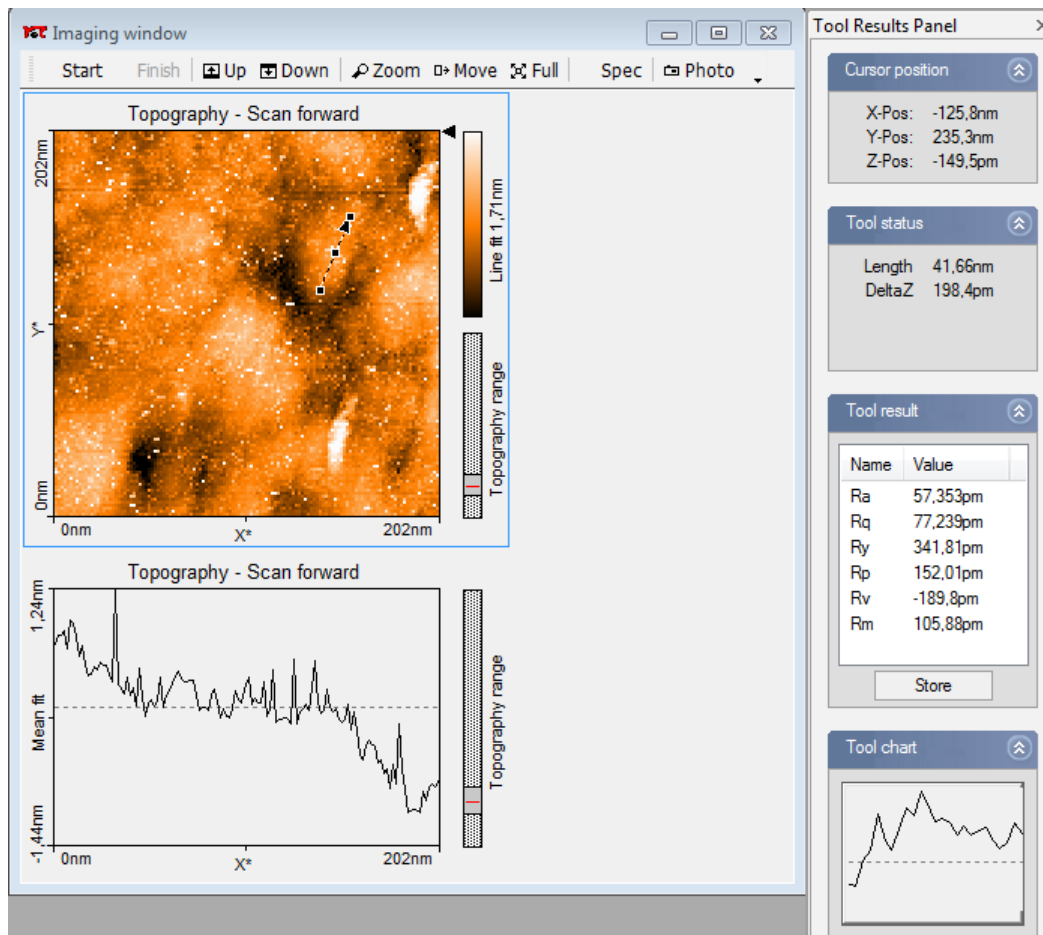 Imaging window
Start Finish Up Down Zoom Move Full Spec Photo
Topography - Scan forward
202nm
Y*
0nm
0nm X* 202nm
Line fit 1,71nm
Topography range
Topography - Scan forward
1,24nm
Mean fit
-1,44nm
0nm X* 202nm
Topography range
Tool Results Panel
Cursor position
X-Pos: -125,8nm
Y-Pos: 235,3nm
Z-Pos: -149,5pm
Tool status
Length 41,66nm
DeltaZ 198,4pm
Tool result
Name Value
Ra 57,353pm
Rq 77,239pm
Ry 341,81pm
Rp 152,01pm
Rv -189,8pm
Rm 105,88pm
Store
Tool chart